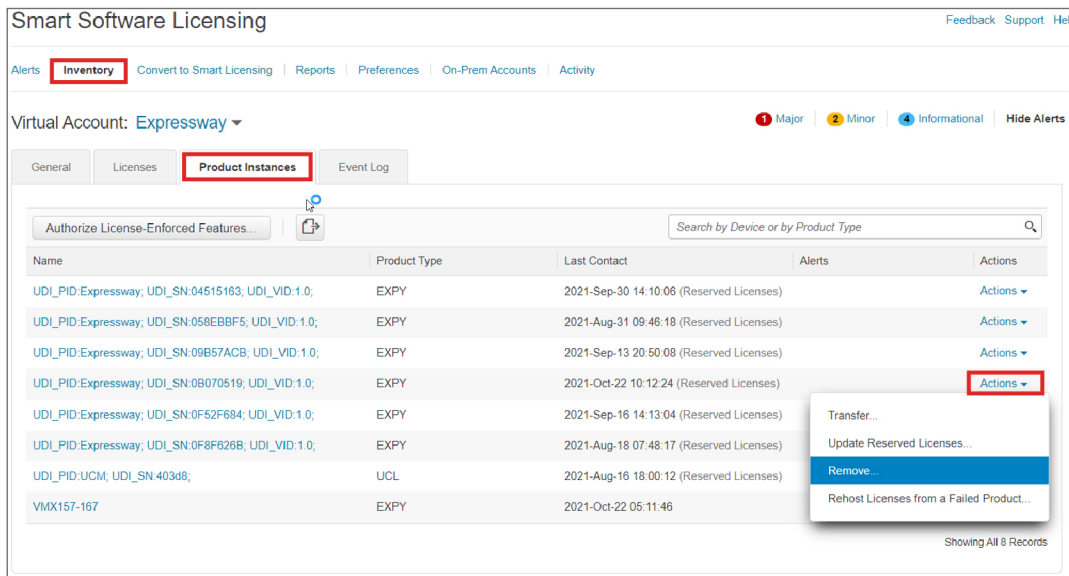 Smart Software Licensing
Feedback Support Hel
Alerts Inventory Convert to Smart Licensing Reports Preferences On-Prem Accounts Activity
Virtual Account: Expressway
1 Major 2 Minor 4 Informational Hide Alerts
General Licenses Product Instances Event Log
Authorize License-Enforced Features...
Search by Device or by Product Type
Name Product Type Last Contact Alerts Actions
UDI_PID:Expressway; UDI_SN:04515163; UDI_VID:1.0; EXPY 2021-Sep-30 14:10:06 (Reserved Licenses) Actions
UDI_PID:Expressway; UDI_SN:058EBBF5; UDI_VID:1.0; EXPY 2021-Aug-31 09:46:18 (Reserved Licenses) Actions
UDI_PID:Expressway; UDI_SN:09B57ACB; UDI_VID:1.0; EXPY 2021-Sep-13 20:50:08 (Reserved Licenses) Actions
UDI_PID:Expressway; UDI_SN:0B070519; UDI_VID:1.0; EXPY 2021-Oct-22 10:12:24 (Reserved Licenses) Actions
UDI_PID:Expressway; UDI_SN:0F52F684; UDI_VID:1.0; EXPY 2021-Sep-16 14:13:04 (Reserved Licenses)
UDI_PID:Expressway; UDI_SN:0F8F626B; UDI_VID:1.0; EXPY 2021-Aug-18 07:48:17 (Reserved Licenses)
UDI_PID:UCM; UDI_SN:403d8; UCL 2021-Aug-16 18:00:12 (Reserved Licenses)
VMX157-167 EXPY 2021-Oct-22 05:11:46
Transfer...
Update Reserved Licenses...
Remove...
Rehost Licenses from a Failed Product...
Showing All 8 Records